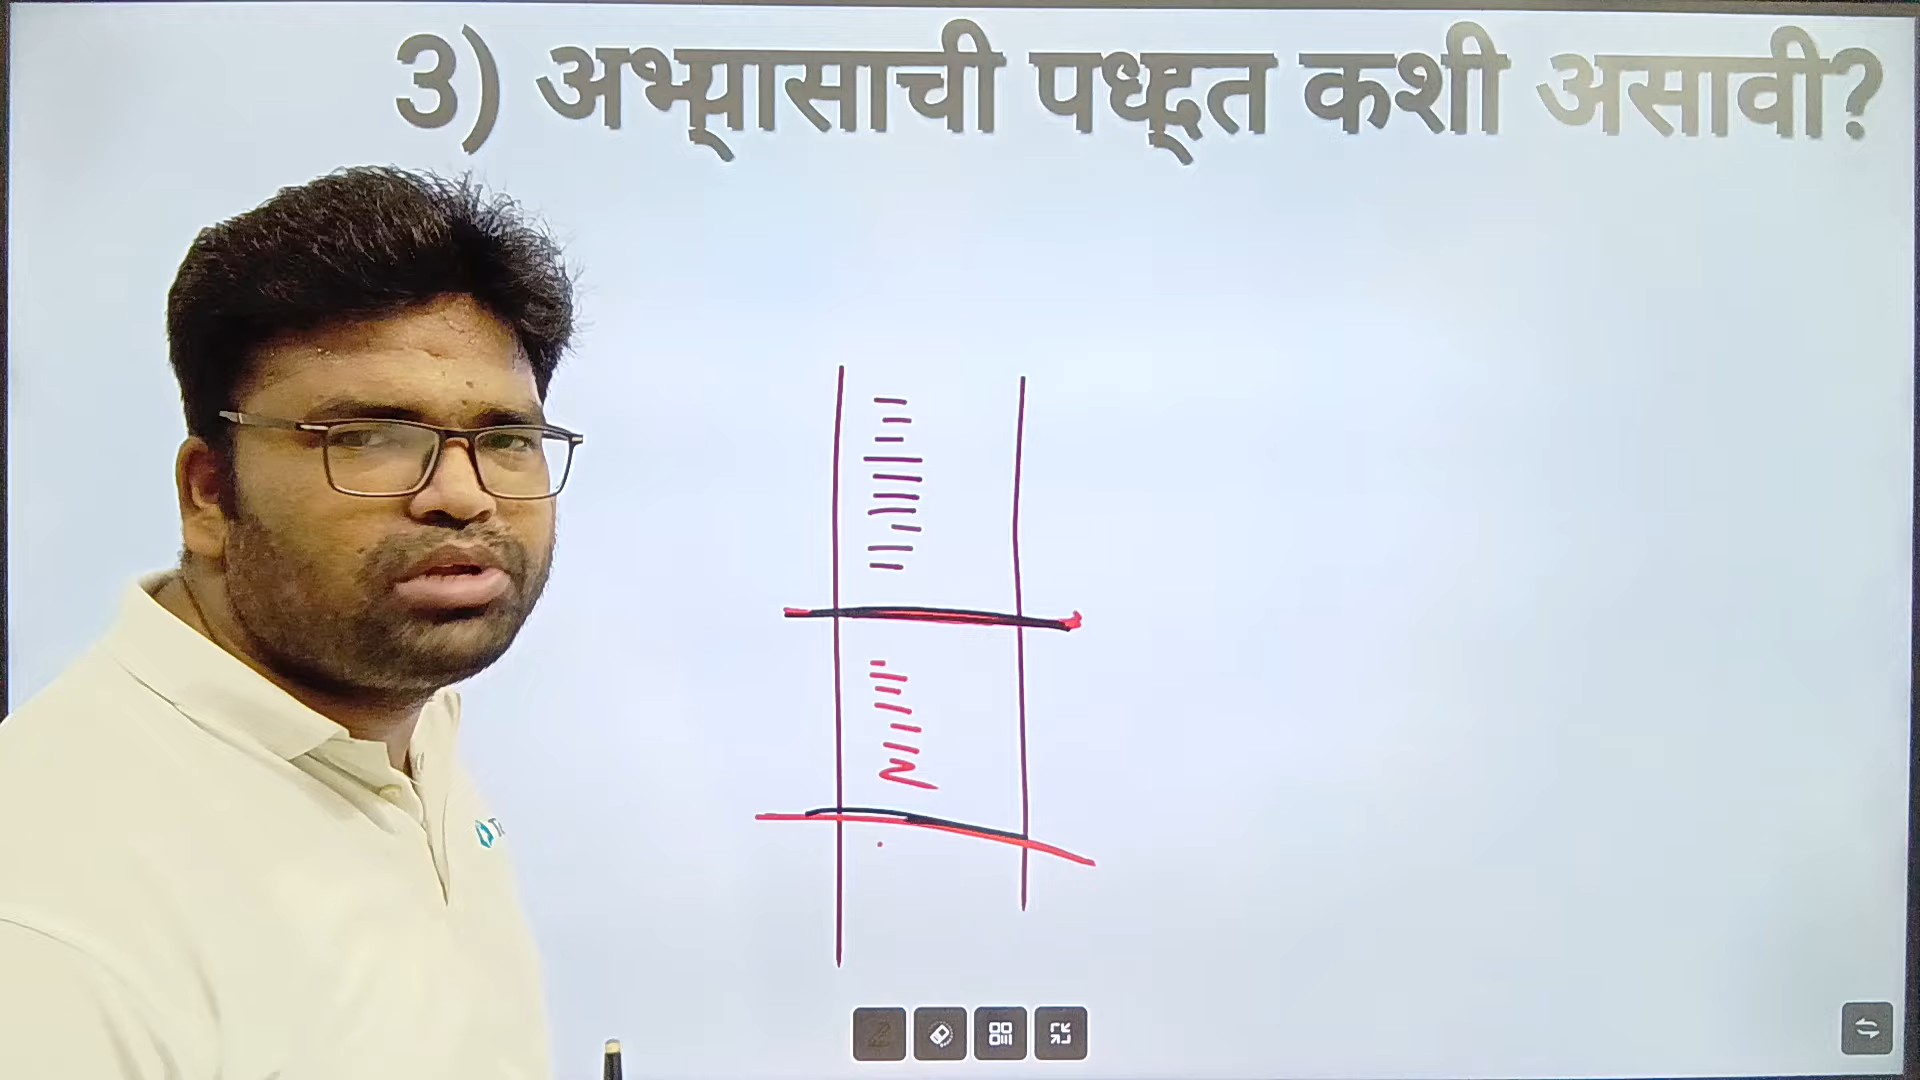 3) अभ्यासाची पध्दत कशी असावी?